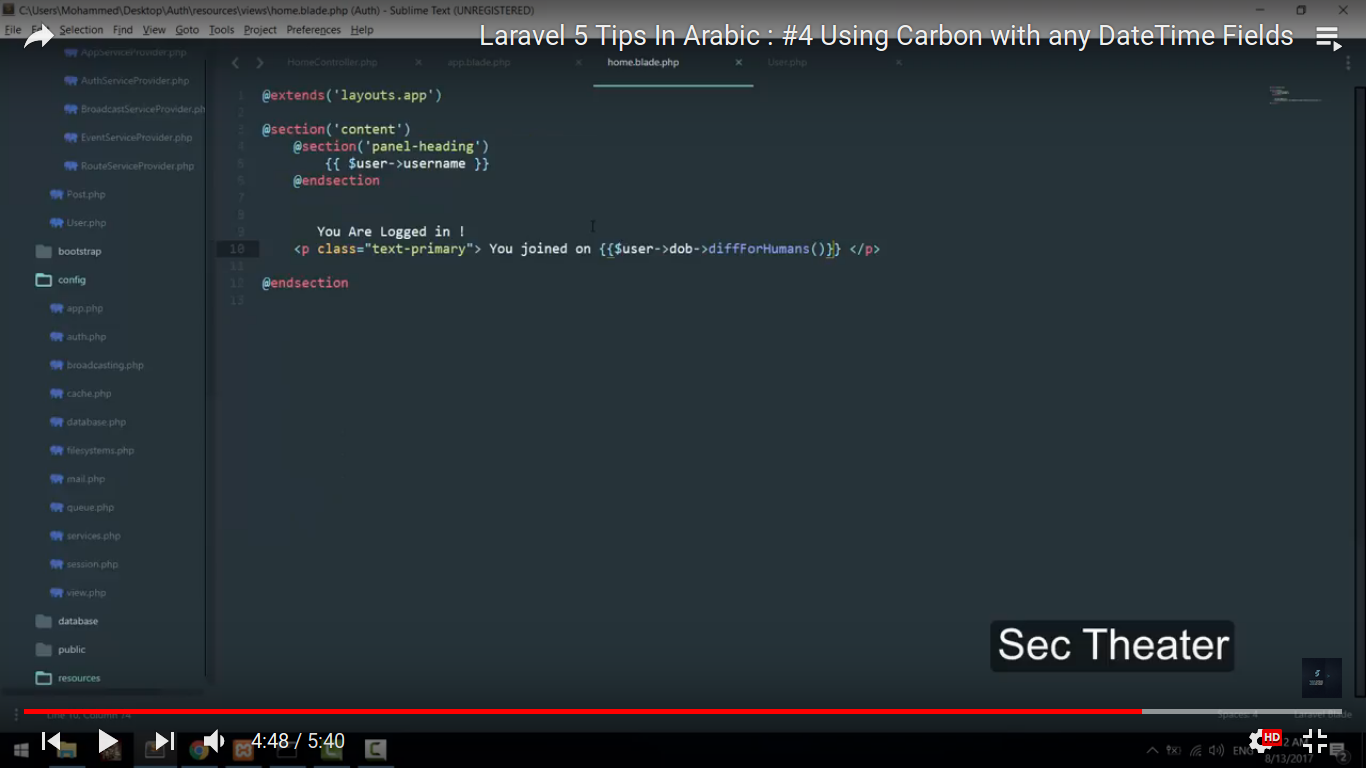 C:\Users\Mohammed\Desktop\Auth\resources\views\home.blade.php (Auth) - Sublime Text (UNREGISTERED)
File Selection Find View Goto Tools Project Preferences Help
Laravel 5 Tips In Arabic : #4 Using Carbon with any DateTime Fields
HomeController.php app.blade.php home.blade.php User.php
AppServiceProvider.php
AuthServiceProvider.php
BroadcastServiceProvider.ph
EventServiceProvider.php
RouteServiceProvider.php
Post.php
User.php
bootstrap
config
app.php
auth.php
broadcasting.php
cache.php
database.php
filesystems.php
mail.php
queue.php
services.php
session.php
view.php
database
public
resources
1 @extends('layouts.app')
2
3 @section('content')
4 @section('panel-heading')
5 {{ $user->username }}
6 @endsection
7
8
9 You Are Logged in !
10 <p class="text-primary"> You joined on {{$user->dob->diffForHumans()}} </p>
11
12 @endsection
13
Sec Theater
Line 10, Column 74
Spaces: 4
Laravel Blade
4:48 / 5:40
HD
ENG
2 AM
8/13/2017
2